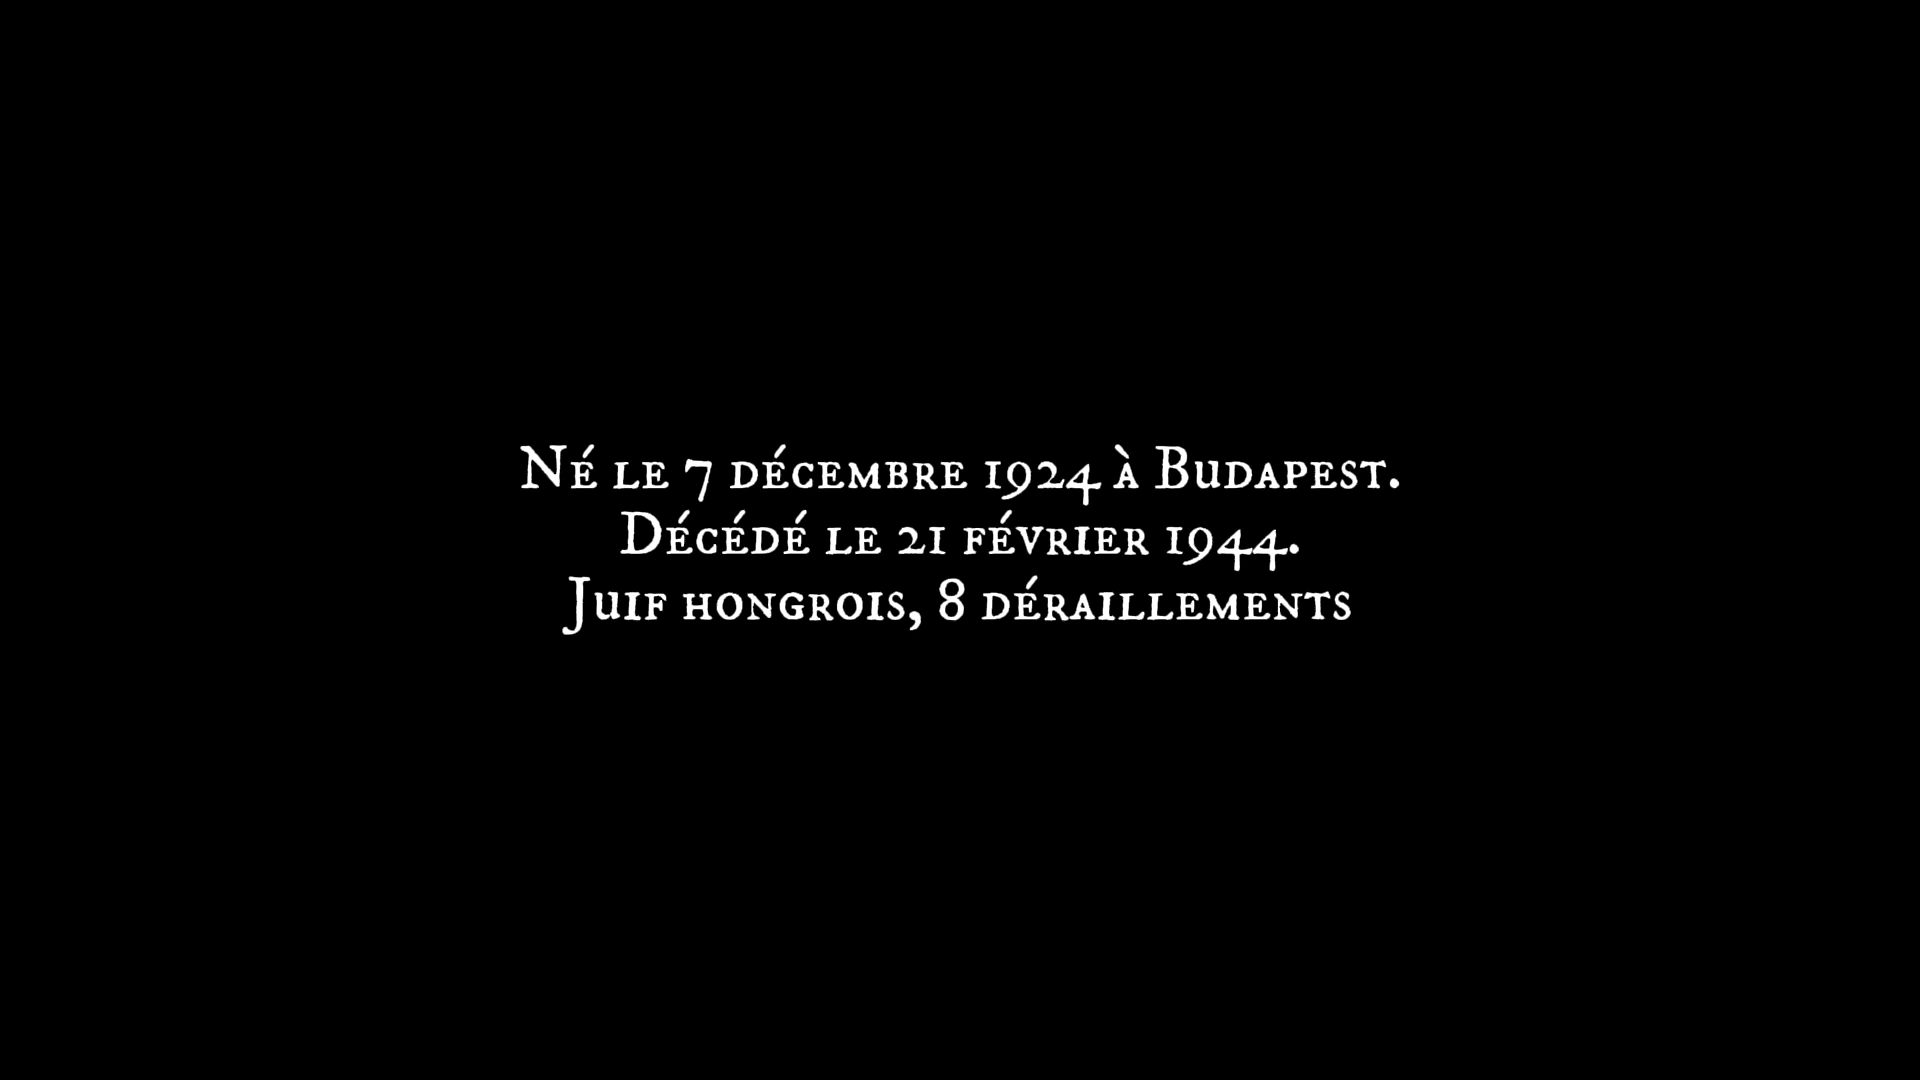 Né le 7 décembre 1924 à Budapest.
Décédé le 21 février 1944.
Juif hongrois, 8 déraillements